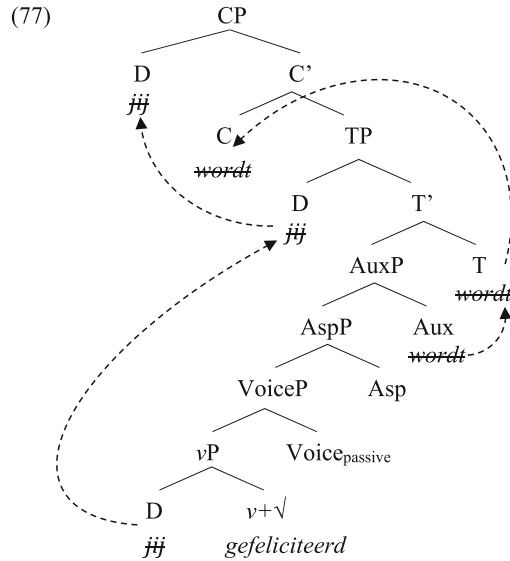 (77) CP
D C'
jij
C TP
wordt
D T'
jij
AuxP T
wordt
AspP Aux
wordt
VoiceP Asp
vP Voicepassive
D v+√
jij gefeliciteerd